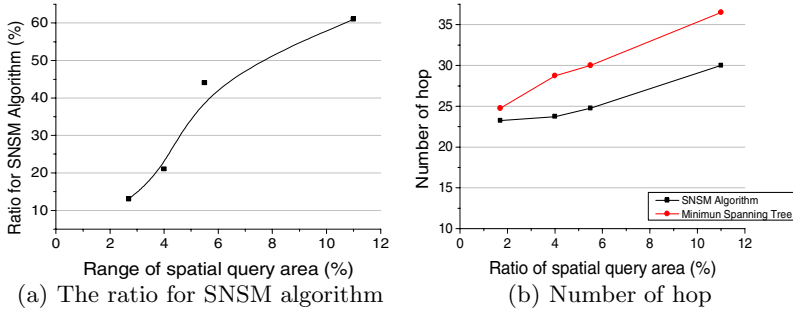 Ratio for SNSM Algorithm (%)
60
50
40
30
20
10
0 2 4 6 8 10 12
Range of spatial query area (%)
(a) The ratio for SNSM algorithm
Number of hop
40
35
30
25
20
15
10
SNSM Algorithm
Minimun Spanning Tree
0 2 4 6 8 10 12
Ratio of spatial query area (%)
(b) Number of hop